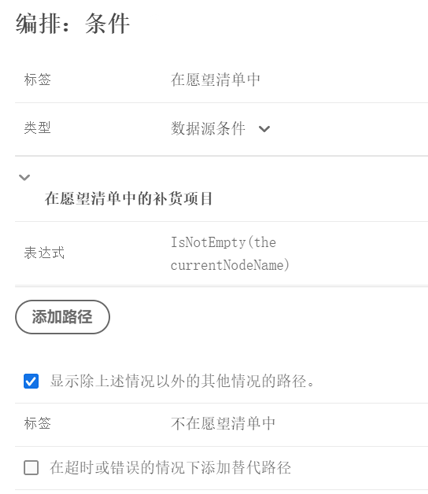 编排：条件
标签 在愿望清单中
类型 数据源条件
在愿望清单中的补货项目
表达式 IsNotEmpty(the
currentNodeName)
添加路径
显示除上述情况以外的其他情况的路径。
标签 不在愿望清单中
在超时或错误的情况下添加替代路径